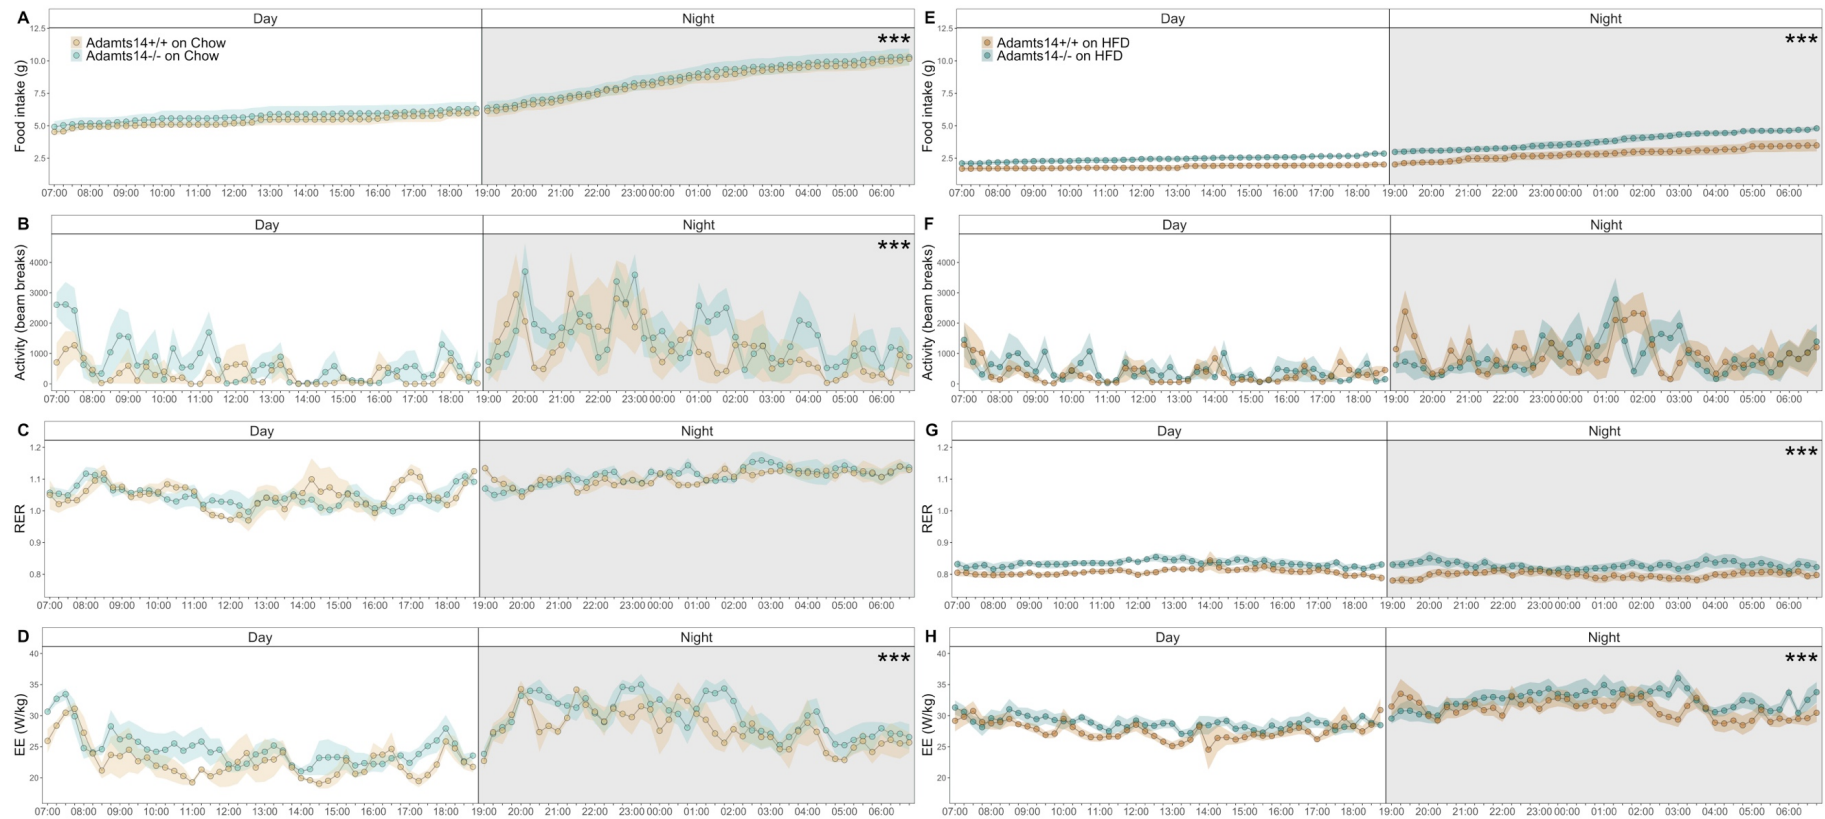 A
Day
Night
Food intake (g)
12.5
10.0
7.5
5.0
2.5
Adamts14+/+ on Chow
Adamts14-/- on Chow
***
07:00 08:00 09:00 10:00 11:00 12:00 13:00 14:00 15:00 16:00 17:00 18:00 19:00 20:00 21:00 22:00 23:00 00:00 01:00 02:00 03:00 04:00 05:00 06:00
E
Day
Night
Food intake (g)
12.5
10.0
7.5
5.0
2.5
Adamts14+/+ on HFD
Adamts14-/- on HFD
***
07:00 08:00 09:00 10:00 11:00 12:00 13:00 14:00 15:00 16:00 17:00 18:00 19:00 20:00 21:00 22:00 23:00 00:00 01:00 02:00 03:00 04:00 05:00 06:00
B
Day
Night
Activity (beam breaks)
4000
3000
2000
1000
0
***
07:00 08:00 09:00 10:00 11:00 12:00 13:00 14:00 15:00 16:00 17:00 18:00 19:00 20:00 21:00 22:00 23:00 00:00 01:00 02:00 03:00 04:00 05:00 06:00
F
Day
Night
Activity (beam breaks)
4000
3000
2000
1000
0
07:00 08:00 09:00 10:00 11:00 12:00 13:00 14:00 15:00 16:00 17:00 18:00 19:00 20:00 21:00 22:00 23:00 00:00 01:00 02:00 03:00 04:00 05:00 06:00
C
Day
Night
RER
1.2
1.1
1.0
0.9
0.8
07:00 08:00 09:00 10:00 11:00 12:00 13:00 14:00 15:00 16:00 17:00 18:00 19:00 20:00 21:00 22:00 23:00 00:00 01:00 02:00 03:00 04:00 05:00 06:00
G
Day
Night
RER
1.2
1.1
1.0
0.9
0.8
***
07:00 08:00 09:00 10:00 11:00 12:00 13:00 14:00 15:00 16:00 17:00 18:00 19:00 20:00 21:00 22:00 23:00 00:00 01:00 02:00 03:00 04:00 05:00 06:00
D
Day
Night
EE (W/kg)
40
35
30
25
20
***
07:00 08:00 09:00 10:00 11:00 12:00 13:00 14:00 15:00 16:00 17:00 18:00 19:00 20:00 21:00 22:00 23:00 00:00 01:00 02:00 03:00 04:00 05:00 06:00
H
Day
Night
EE (W/kg)
40
35
30
25
20
***
07:00 08:00 09:00 10:00 11:00 12:00 13:00 14:00 15:00 16:00 17:00 18:00 19:00 20:00 21:00 22:00 23:00 00:00 01:00 02:00 03:00 04:00 05:00 06:00